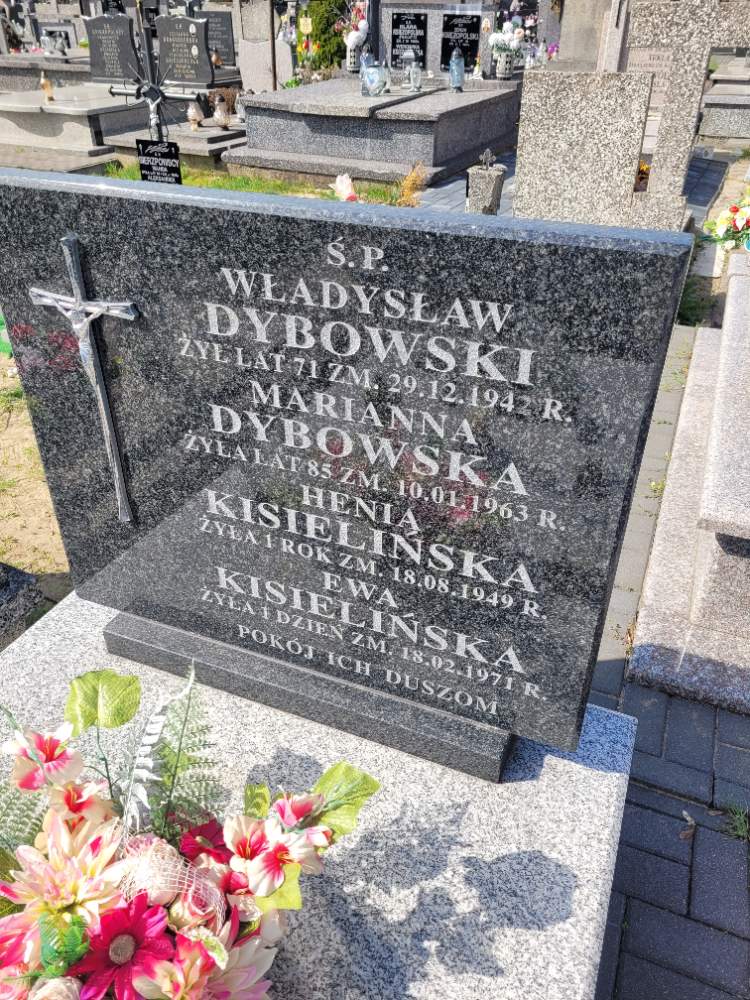 Ś.P.
WŁADYSŁAW
DYBOWSKI
ŻYŁ LAT 71 ZM. 29.12.1942 R.
MARIANNA
DYBOWSKA
ŻYŁA LAT 85 ZM. 10.01.1963 R.
HENIA
KISIELIŃSKA
ŻYŁA 1 ROK ZM. 18.08.1949 R.
EWA
KISIELIŃSKA
ŻYŁA 1 DZIEŃ ZM. 18.02.1971 R.
POKÓJ ICH DUSZOM